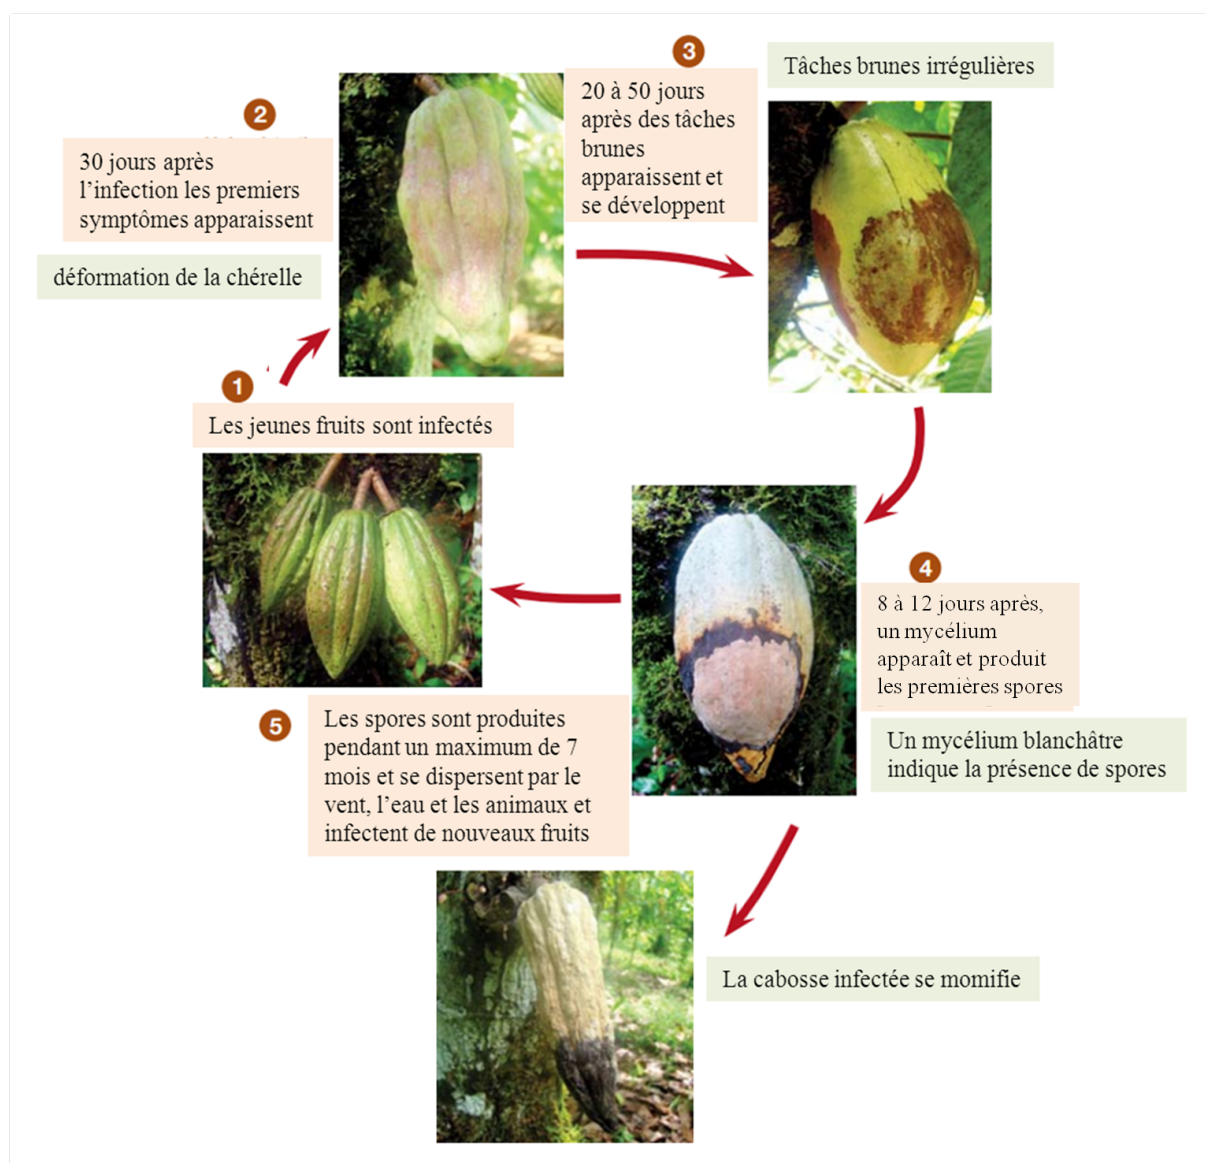 1
Les jeunes fruits sont infectés
2
30 jours après
l’infection les premiers
symptômes apparaissent
déformation de la chérelle
3
20 à 50 jours
après des tâches
brunes
apparaissent et
se développent
Tâches brunes irrégulières
4
8 à 12 jours après,
un mycélium
apparaît et produit
les premières spores
Un mycélium blanchâtre
indique la présence de spores
5
Les spores sont produites
pendant un maximum de 7
mois et se dispersent par le
vent, l’eau et les animaux et
infectent de nouveaux fruits
La cabosse infectée se momifie